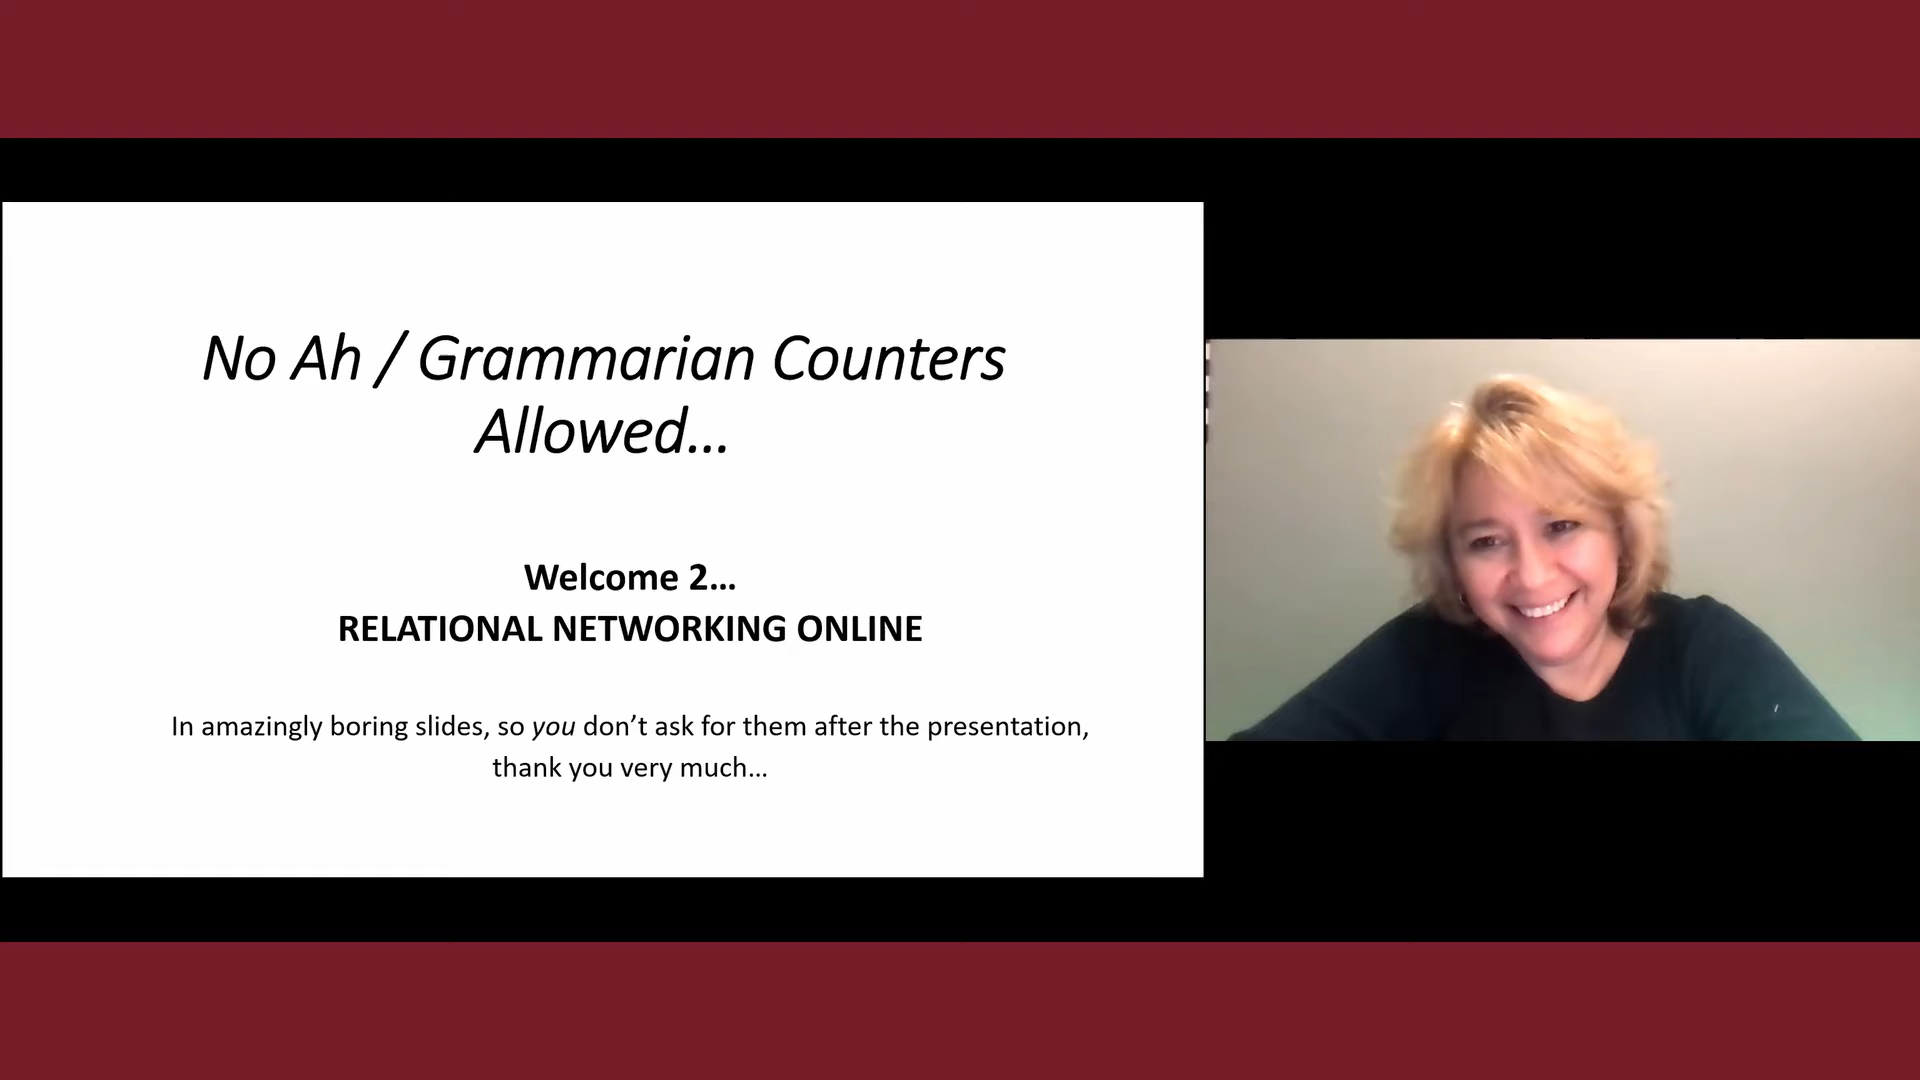 No Ah / Grammarian Counters
Allowed…
Welcome 2…
RELATIONAL NETWORKING ONLINE
In amazingly boring slides, so you don’t ask for them after the presentation,
thank you very much…